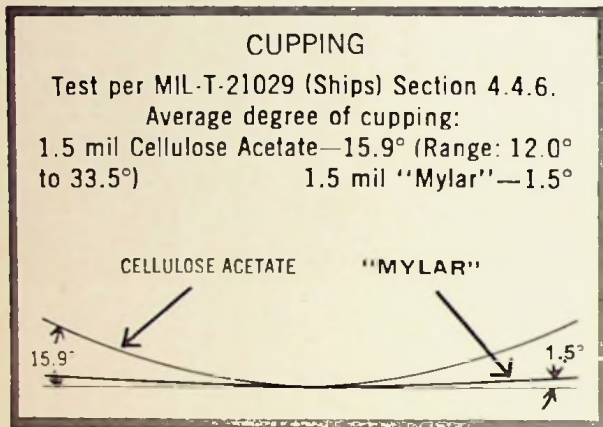 CUPPING
Test per MIL-T-21029 (Ships) Section 4.4.6.
Average degree of cupping:
1.5 mil Cellulose Acetate—15.9° (Range: 12.0°
to 33.5°) 1.5 mil "Mylar"—1.5°
CELLULOSE ACETATE "MYLAR"
15.9° 1.5°